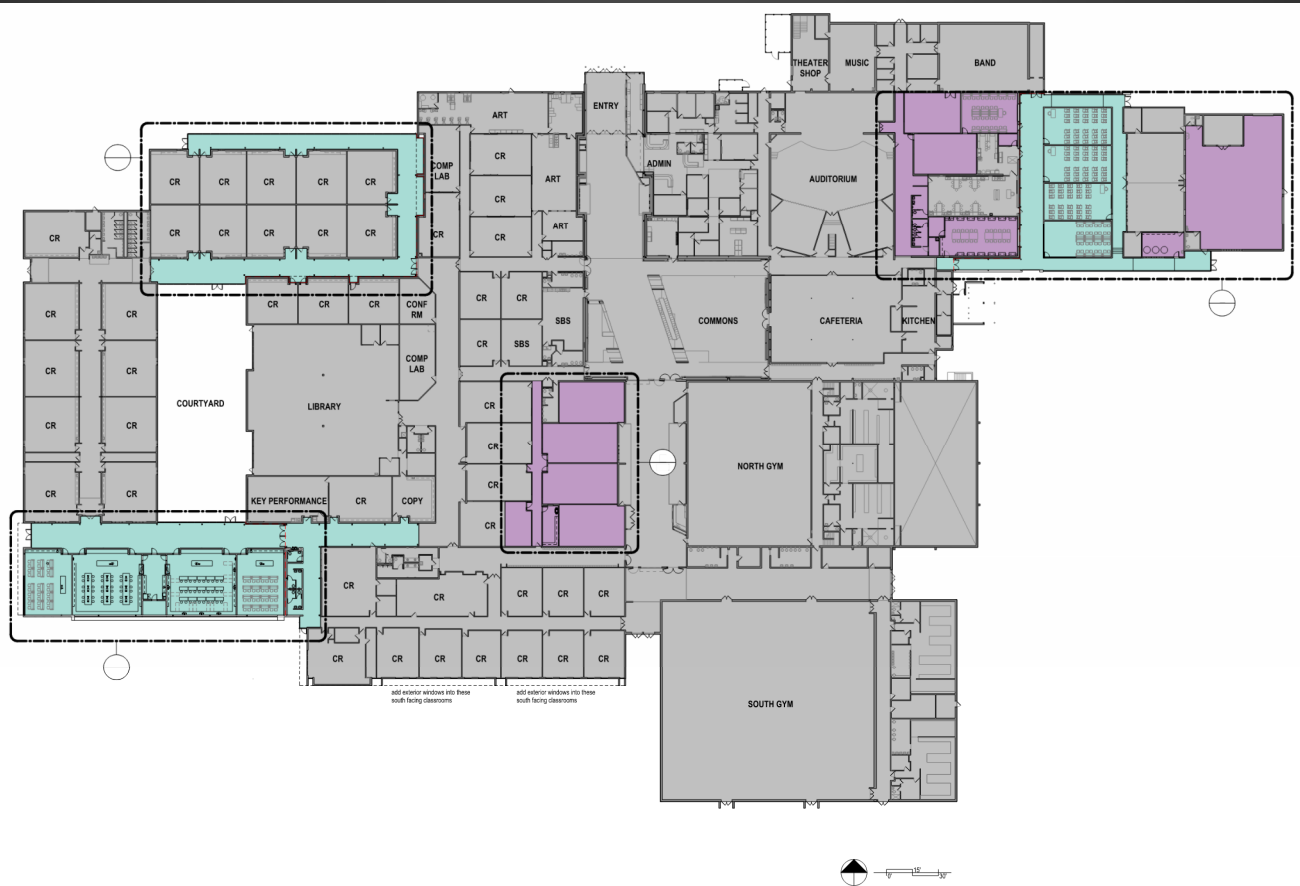 THEATER
SHOP
MUSIC
BAND
ENTRY
ART
ADMIN
AUDITORIUM
COMP
LAB
CR
ART
CR
CR
CR
CR
CR
CR
CR
CR
CR
CR
CR
CR
CR
CR
ART
CR
CR
CR
CR
CONF
RM
CR
CR
SBS
CR
SBS
COMMONS
CAFETERIA
KITCHEN
CR
CR
CR
CR
CR
CR
CR
CR
COURTYARD
LIBRARY
COMP
LAB
CR
CR
CR
CR
NORTH GYM
KEY PERFORMANCE
CR
COPY
CR
CR
CR
CR
CR
CR
CR
CR
CR
CR
CR
CR
add exterior windows into these
south facing classrooms
add exterior windows into these
south facing classrooms
SOUTH GYM
0'
15'
30'